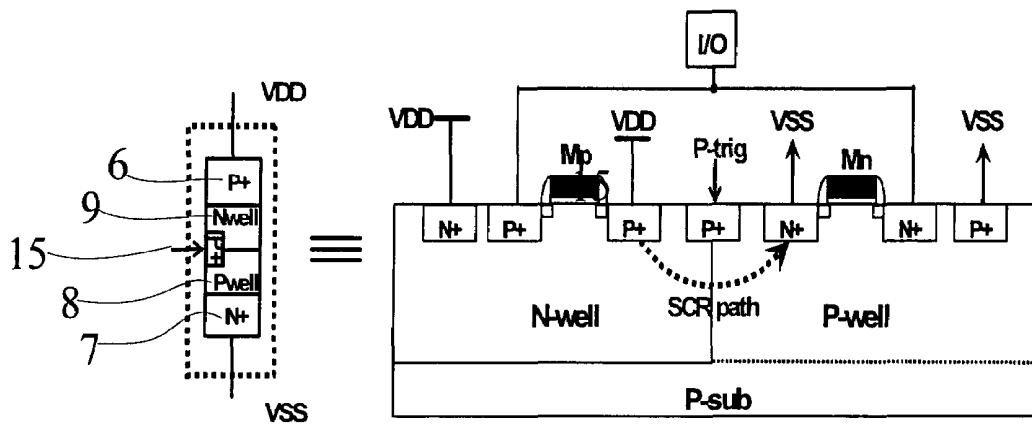 I/O
VDD
VDD
VDD
VSS
VSS
P-trig
Mp
Mn
6
P+
9
Nwell
15
8
Pwell
7
N+
VSS
N+
P+
P+
P+
N+
N+
P+
SCR path
N-well
P-well
P-sub